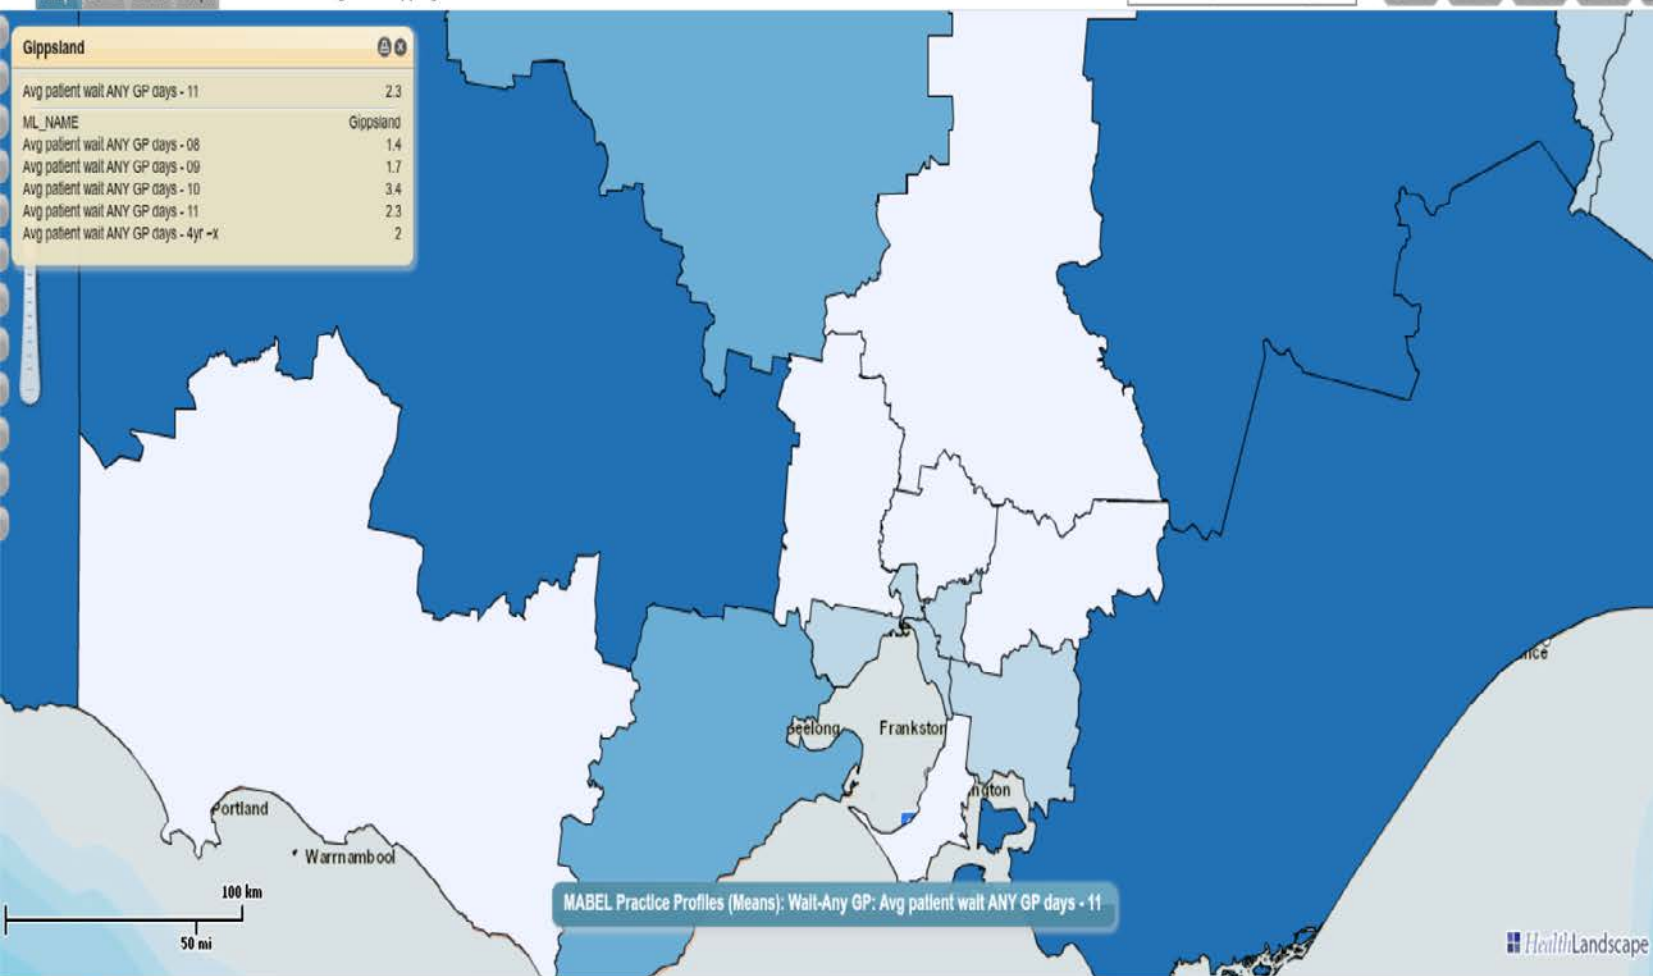 Gippsland
Avg patient wait ANY GP days - 11 2.3
ML_NAME Gippsland
Avg patient wait ANY GP days - 08 1.4
Avg patient wait ANY GP days - 09 1.7
Avg patient wait ANY GP days - 10 3.4
Avg patient wait ANY GP days - 11 2.3
Avg patient wait ANY GP days - 4yr -x 2
Geelong
Frankston
ngton
nce
Portland
Warrnambool
100 km
50 mi
MABEL Practice Profiles (Means): Wait-Any GP: Avg patient wait ANY GP days - 11
HealthLandscape